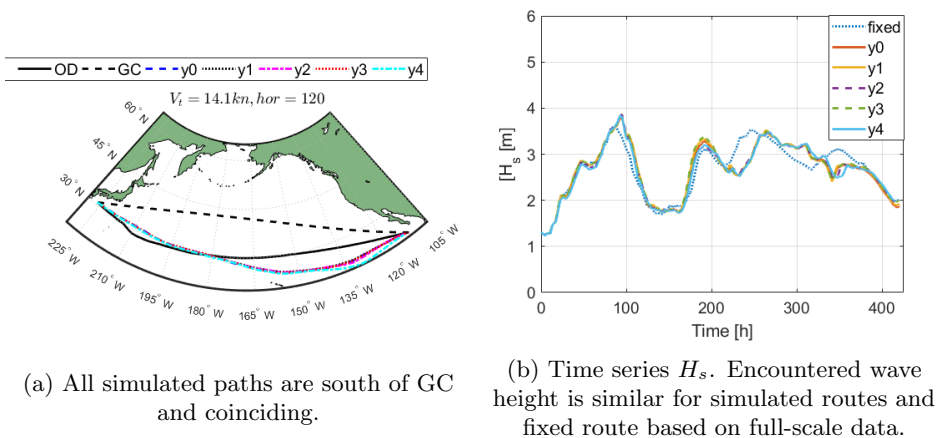 OD GC y0 y1 y2 y3 y4
V_t = 14.1kn, hor = 120
60° N
45° N
30° N
225° W
210° W
195° W
180° W
165° W
150° W
135° W
120° W
105° W
(a) All simulated paths are south of GC
and coinciding.
6
5
4
3
2
1
0
[H_s] [m]
0 100 200 300 400
Time [h]
fixed
y0
y1
y2
y3
y4
(b) Time series H_s. Encountered wave
height is similar for simulated routes and
fixed route based on full-scale data.